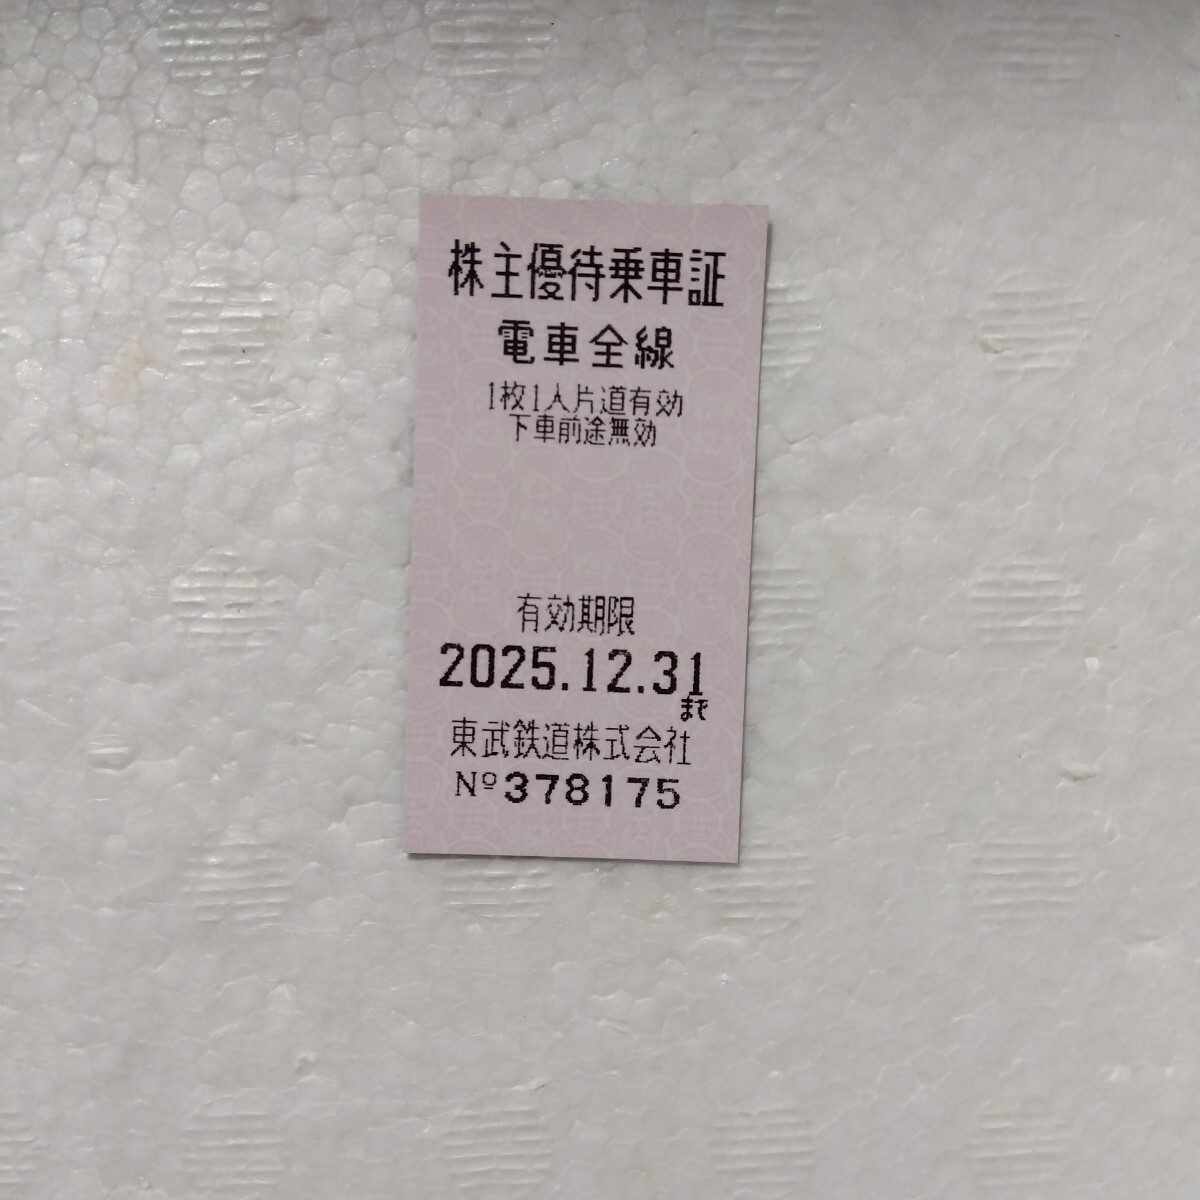 株主優待乗車証
電車全線
1枚1人片道有効
下車前途無効
有効期限
2025.12.31
まで
東武鉄道株式会社
Nº378175